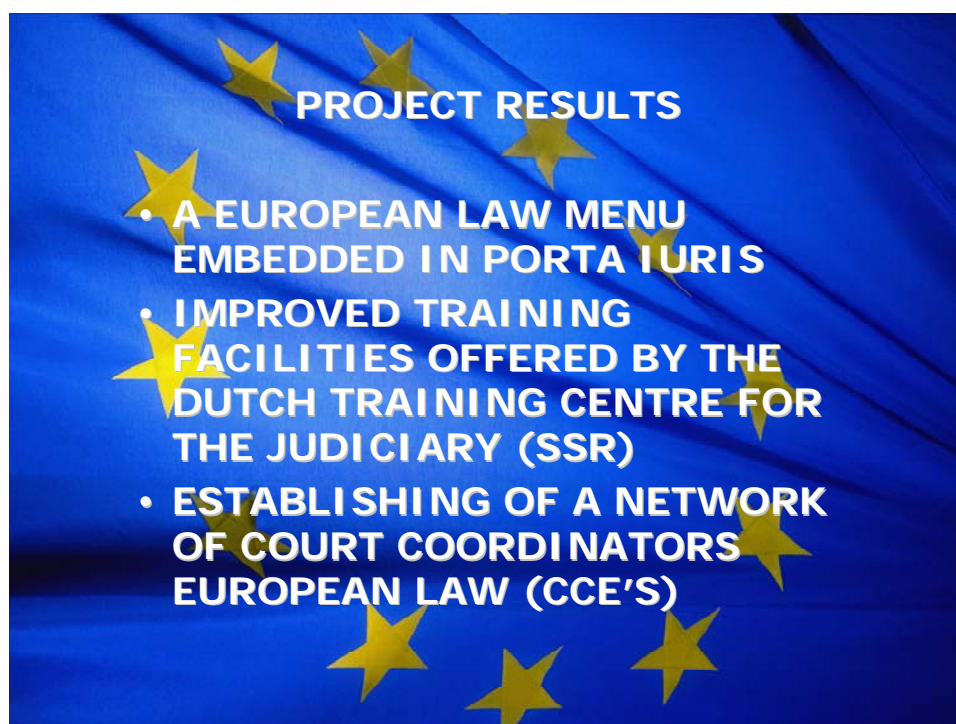 PROJECT RESULTS
• A EUROPEAN LAW MENU
EMBEDDED IN PORTA IURIS
• IMPROVED TRAINING
FACILITIES OFFERED BY THE
DUTCH TRAINING CENTRE FOR
THE JUDICIARY (SSR)
• ESTABLISHING OF A NETWORK
OF COURT COORDINATORS
EUROPEAN LAW (CCE’S)